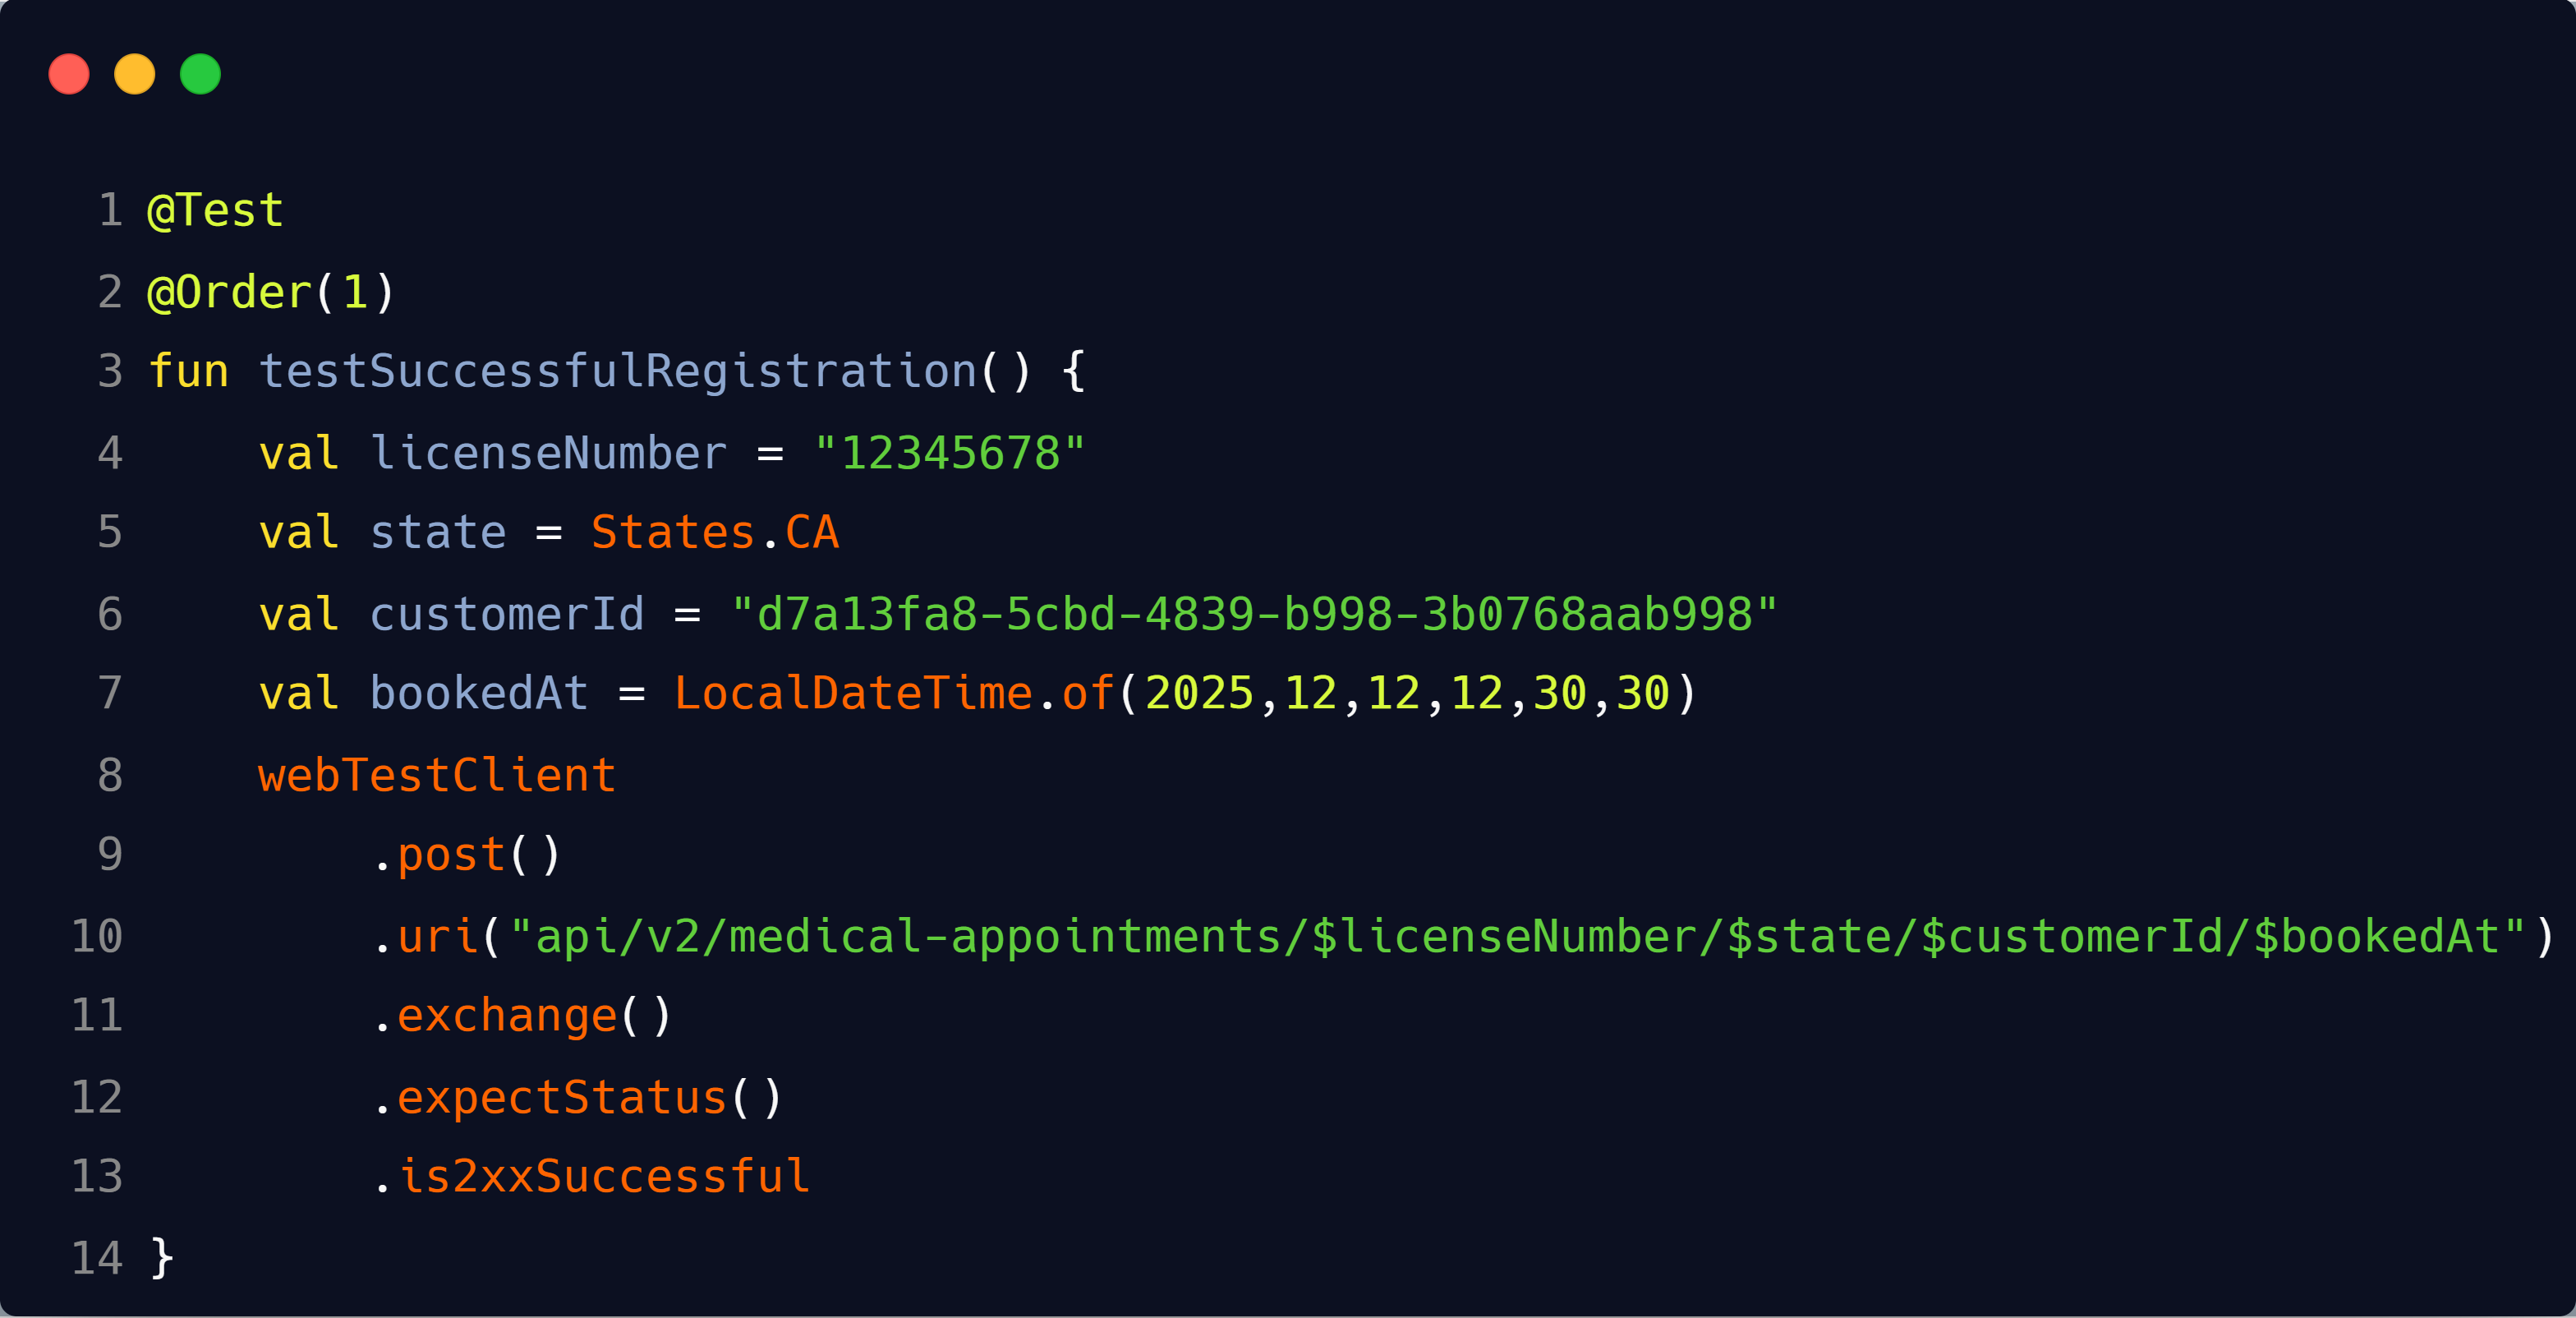 1 @Test
2 @Order(1)
3 fun testSuccessfulRegistration() {
4     val licenseNumber = "12345678"
5     val state = States.CA
6     val customerId = "d7a13fa8-5cbd-4839-b998-3b0768aab998"
7     val bookedAt = LocalDateTime.of(2025,12,12,12,30,30)
8     webTestClient
9         .post()
10         .uri("api/v2/medical-appointments/$licenseNumber/$state/$customerId/$bookedAt")
11         .exchange()
12         .expectStatus()
13         .is2xxSuccessful
14 }